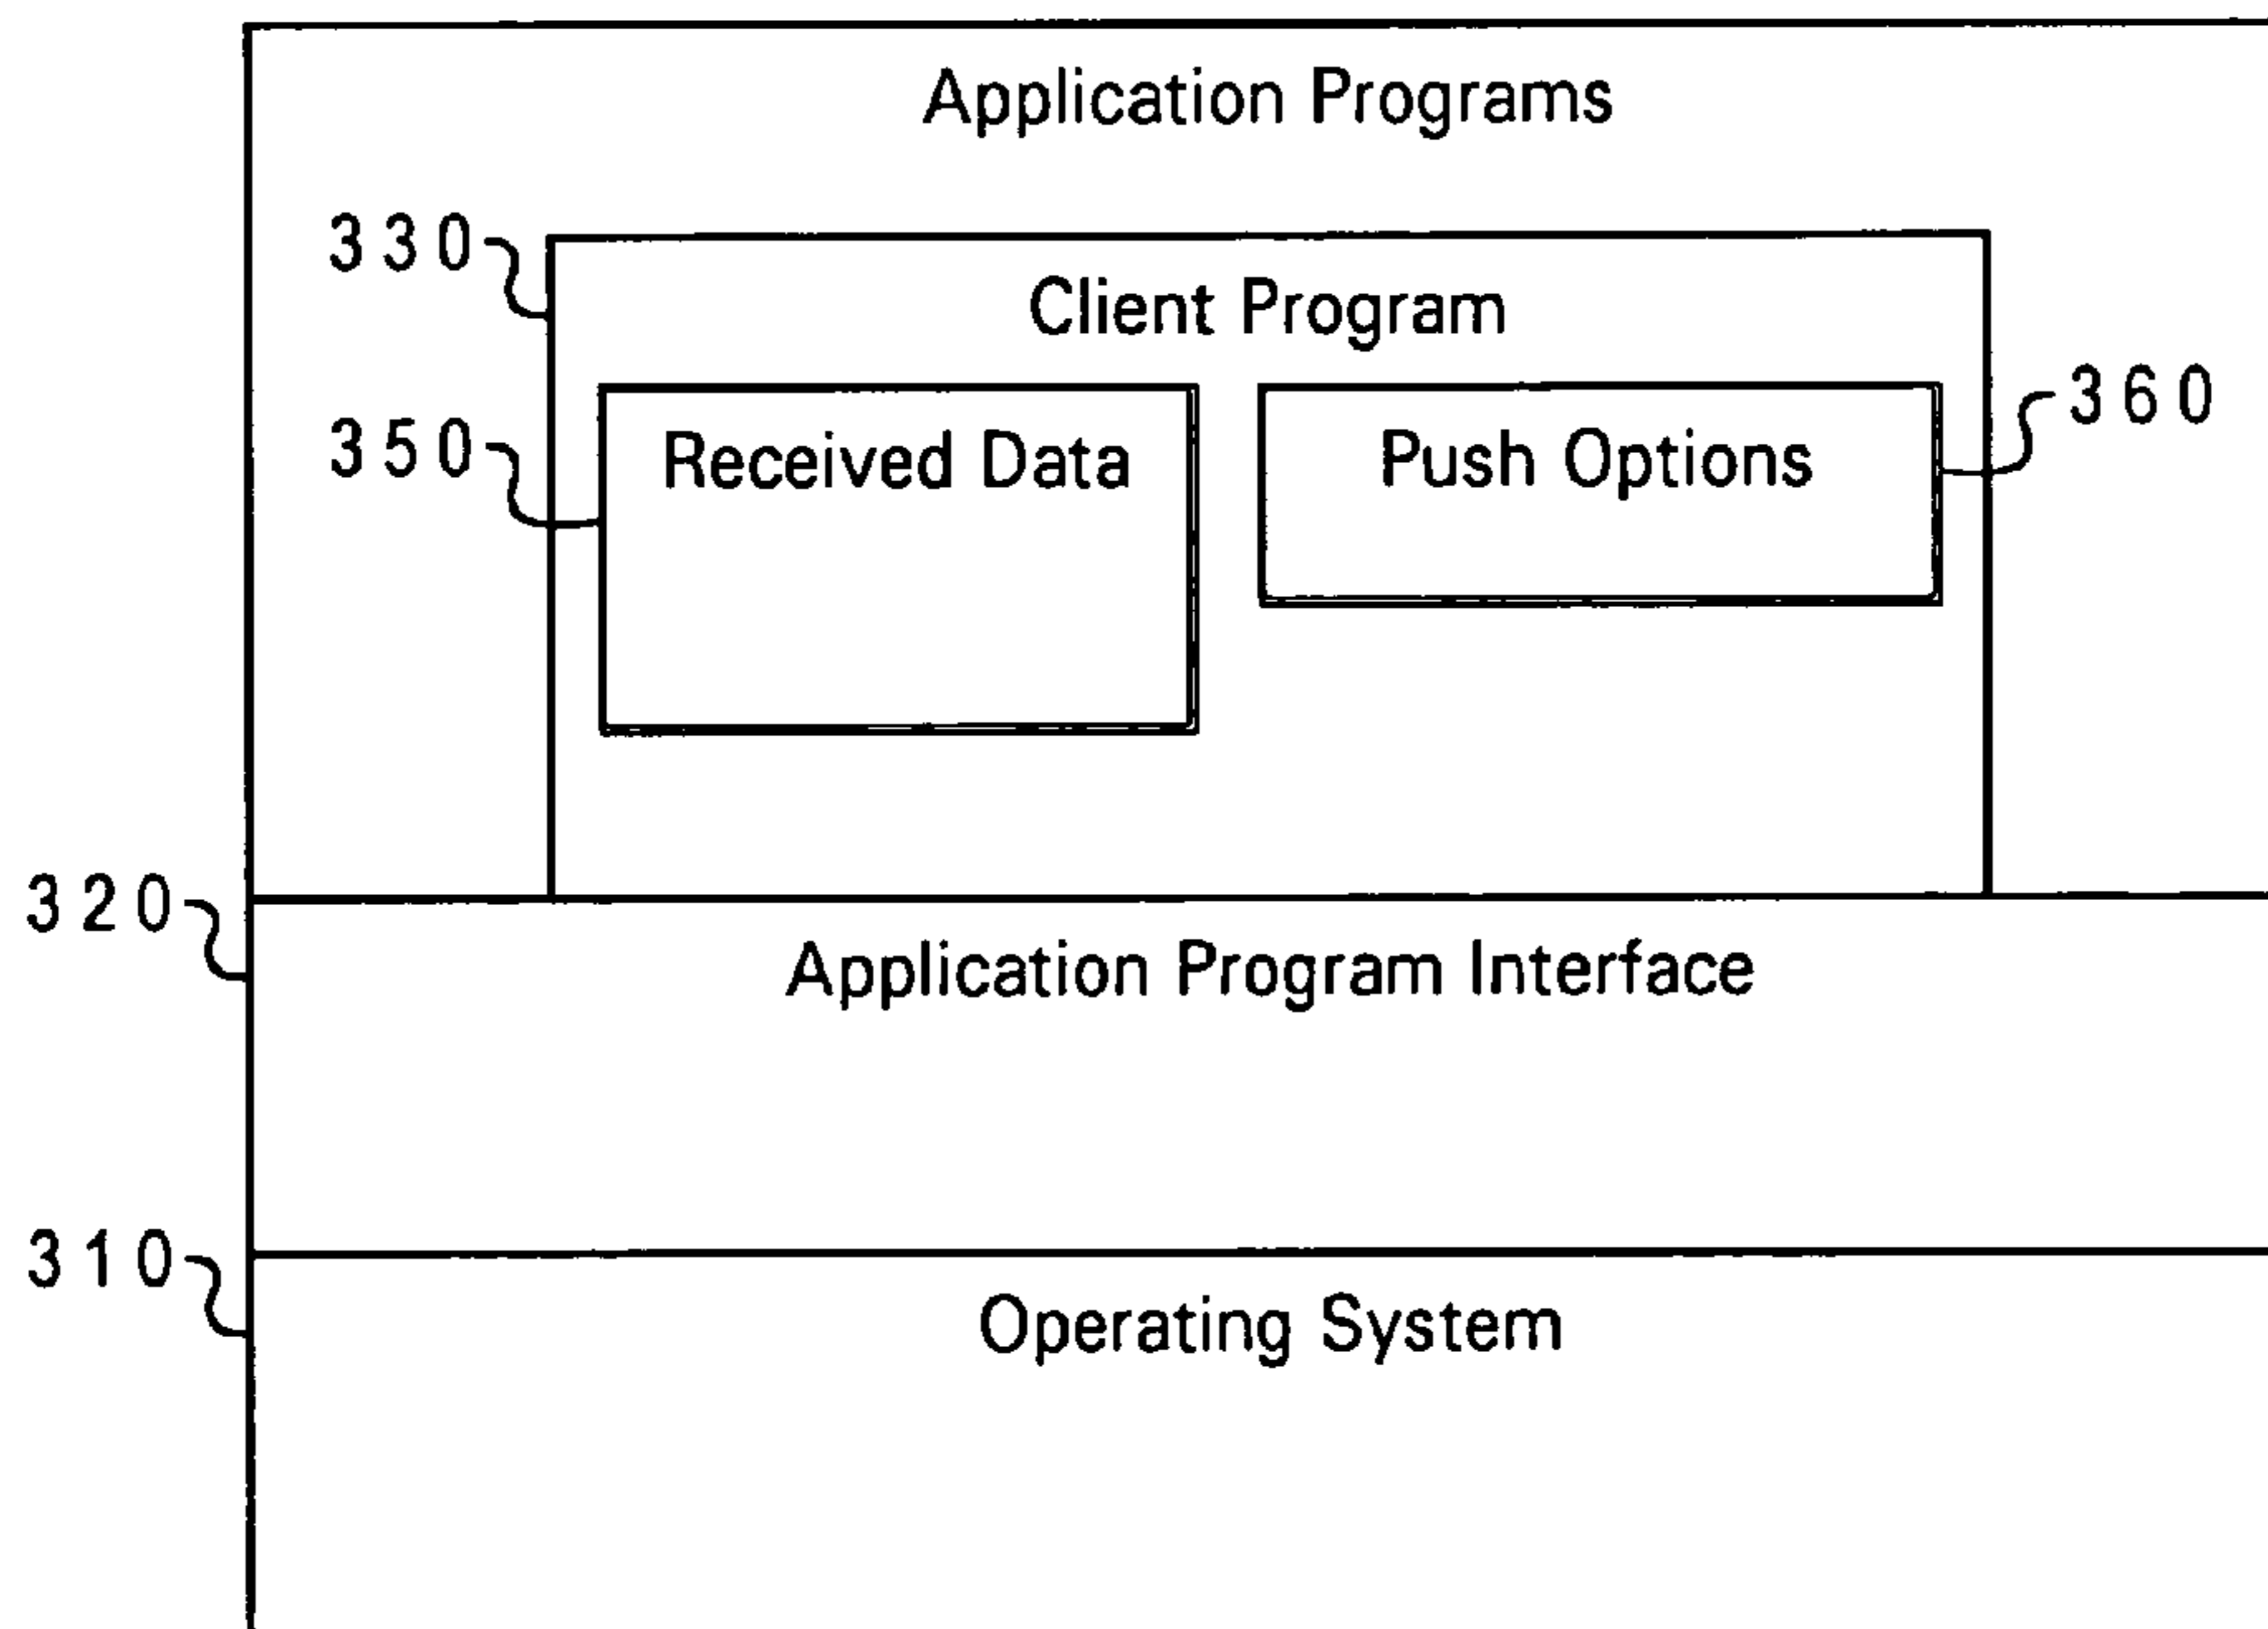 Application Programs
330
Client Program
360
350
Received Data
Push Options
320
Application Program Interface
310
Operating System